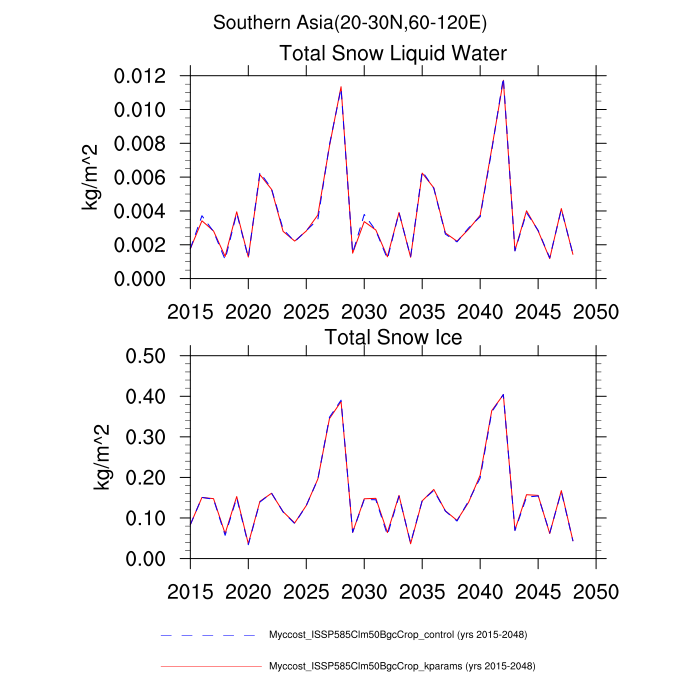 Southern Asia(20-30N,60-120E)
Total Snow Liquid Water
0.012
0.010
0.008
0.006
0.004
0.002
0.000
kg/m^2
2015 2020 2025 2030 2035 2040 2045 2050
Total Snow Ice
0.50
0.40
0.30
0.20
0.10
0.00
kg/m^2
2015 2020 2025 2030 2035 2040 2045 2050
Myccost_ISSP585Clm50BgcCrop_control (yrs 2015-2048)
Myccost_ISSP585Clm50BgcCrop_kparams (yrs 2015-2048)